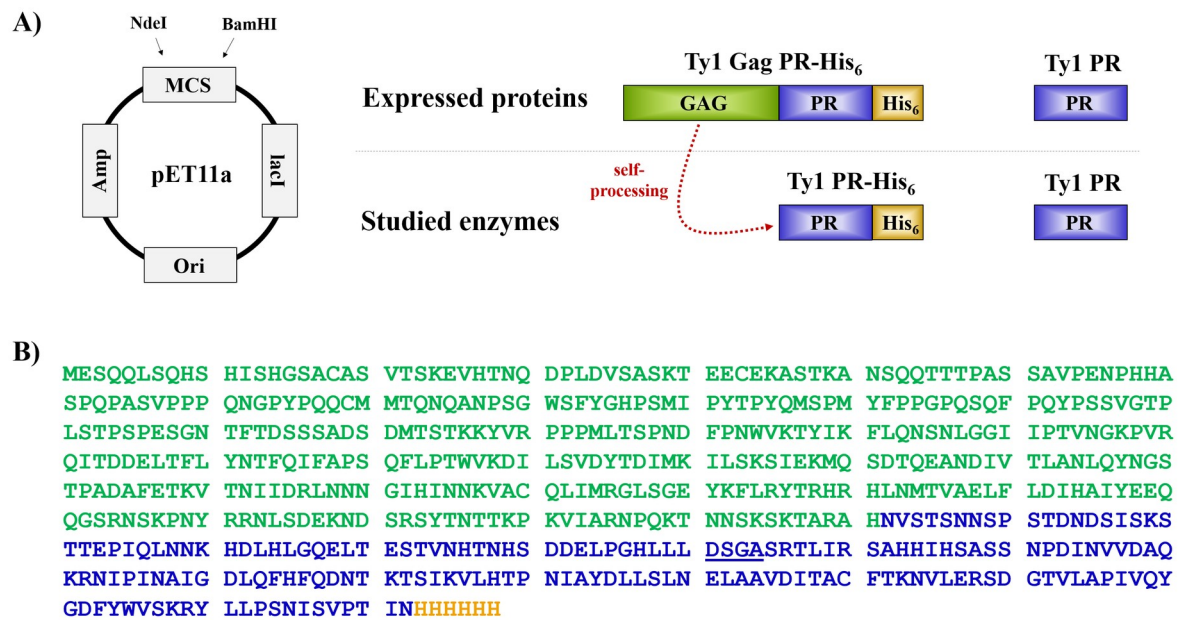 A)
NdeI BamHI
MCS
Amp
pET11a
lacI
Ori
Ty1 Gag PR-His6 Ty1 PR
Expressed proteins GAG PR His6 PR
self-
processing
Ty1 PR-His6 Ty1 PR
Studied enzymes PR His6 PR
B)
MESQQLSQHS HISHGSACAS VTSKEVHTNQ DPLDVSASKT EECEKASTKA NSQQTTTPAS SAVPENPHHA
SPQPASVPPP QNGPYPQQCM MTQNQANPSG WSFYGHPSMI PYTPYQMSPM YFPPGPQSQF PQYPSSVGTP
LSTPSPESGN TFTDSSSADS DMTSTKKYVR PPPMLTSPND FPNWVKTYIK FLQNSNLGGI IPTVNGKPVR
QITDDELTFL YNTFQIFAPS QFLPTWVKDI LSVDYTDIMK ILSKSIEKMQ SDTQEANDIV TLANLQYNGS
TPADAFETKV TNIIDRLNNN GIHINNKVAC QLIMRGLSGE YKFLRYTRHR HLNMTVAELF LDIHAIYEEQ
QGSRNSKPNY RRNLSDEKND SRSYTNTTKP KVIARNPQKT NNSKSKTARA HNVSTSNNSP STDNDSISKS
TTEPIQLNNK HDLHLGQELT ESTVNHTNHS DDELPGHLLL DSGASRTLIR SAHHIHSASS NPDINVVDAQ
KRNIPINAIG DLQFHFQDNT KTSIKVLHTP NIAYDLLSLN ELAAVDITAC FTKNVLERSD GTVLAPIVQY
GDFYWVSKRY LLPSNISVPT INHHHHHH